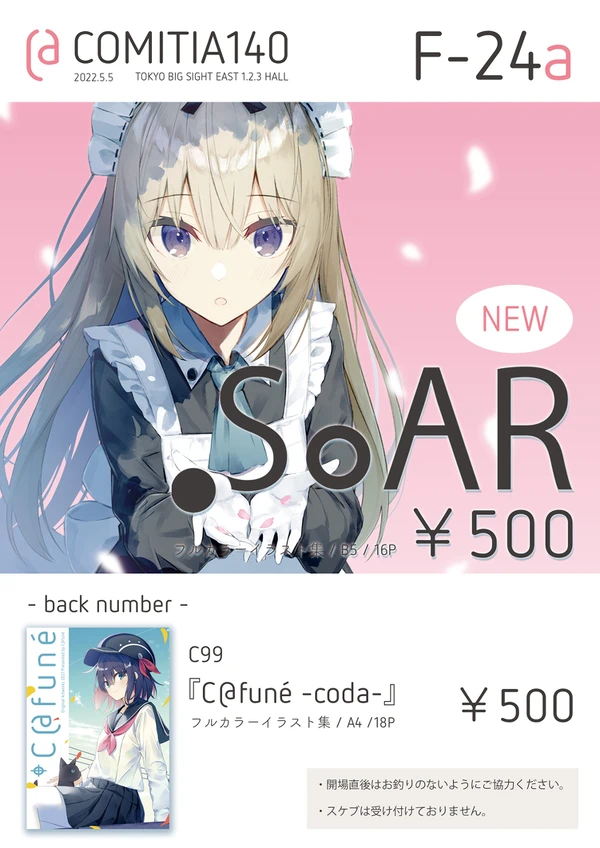 C@ COMITIA140
2022.5.5 TOKYO BIG SIGHT EAST 1.2.3 HALL
F-24a
NEW
.SoAR
フルカラーイラスト集 / B5 /16P
￥500
- back number -
C@funé
C99
『C@funé -coda-』
フルカラーイラスト集 / A4 /18P
￥500
・開場直後はお釣りのないようにご協力ください。
・スケブは受け付けておりません。